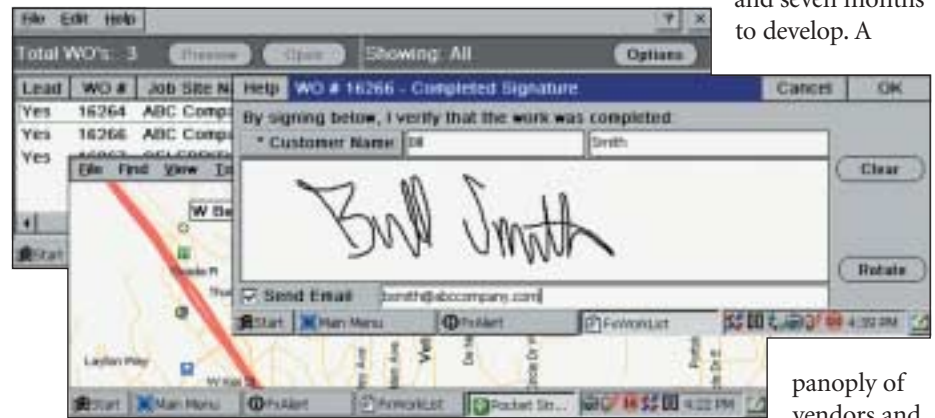 and seven months
to develop. A
File Edit Help ? ×
Total WO's: 3 Preview Close Showing: All Options
Lead WO # Job Site N
Yes 16264 ABC Comp
Yes 16266 ABC Comp
Yes
Help WO # 16266 - Completed Signature Cancel OK
By signing below, I verify that the work was completed
* Customer Name Bill Smith
Bill Smith
Clear
Rotate
Send Email bsmith@abccompany.com
Start Main Menu FxAlert FxWorkList 4:39 PM
File Find View
W Be
Layton Way
Start
Start Main Menu FxAlert FxWorkList Pocket Str... 4:22 PM
panoply of
vendors and